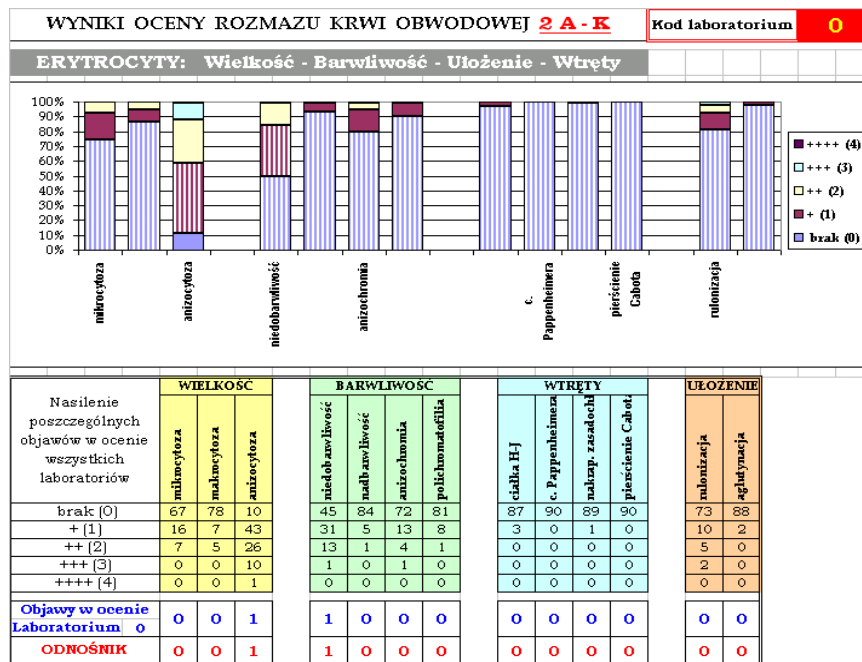 WYNIKI OCENY ROZMAZU KRWI OBWODOWEJ 2 A - K
Kod laboratorium 0
ERYTROCYTY: Wielkość - Barwliwość - Ułożenie - Wtręty
100%
90%
80%
70%
60%
50%
40%
30%
20%
10%
0%
mikrocytoza
anizocytoza
niedobarwliwość
anizochromia
c. Pappenheimera
pierścienie Cabota
rulonizacja
++++ (4)
+++ (3)
++ (2)
+ (1)
brak (0)
Nasilenie
poszczególnych
objawów w ocenie
wszystkich
laboratoriów
WIELKOŚĆ BARWLIWOŚĆ WTRĘTY UŁOŻENIE
mikrocytoza makrocytoza anizocytoza niedobarwliwość nadbarwliwość anizochromia polichromatofilia ciałka H-J c. Pappenheimera nakrap. zasadochł pierścienie Cabota rulonizacja aglutynacja
brak (0) 67 78 10 45 84 72 81 87 90 89 90 73 88
+ (1) 16 7 43 31 5 13 8 3 0 1 0 10 2
++ (2) 7 5 26 13 1 4 1 0 0 0 0 5 0
+++ (3) 0 0 10 1 0 1 0 0 0 0 0 2 0
++++ (4) 0 0 1 0 0 0 0 0 0 0 0 0 0
Objawy w ocenie
Laboratorium 0 0 0 1 1 0 0 0 0 0 0 0 0 0
ODNOŚNIK 0 0 1 1 0 0 0 0 0 0 0 0 0